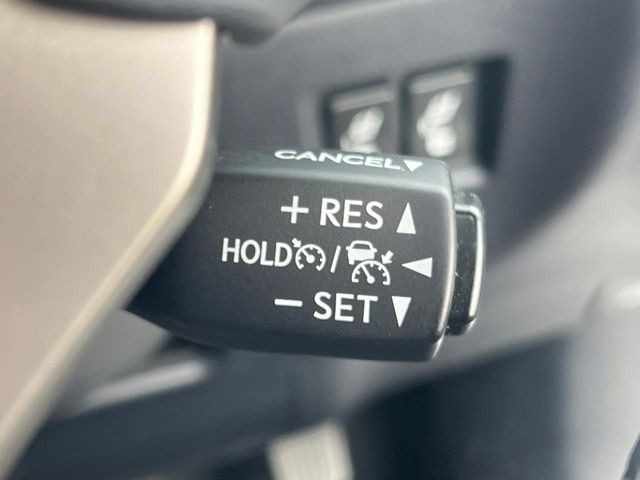 CANCEL▼
+ RES ▲
HOLD / ◄
− SET ▼